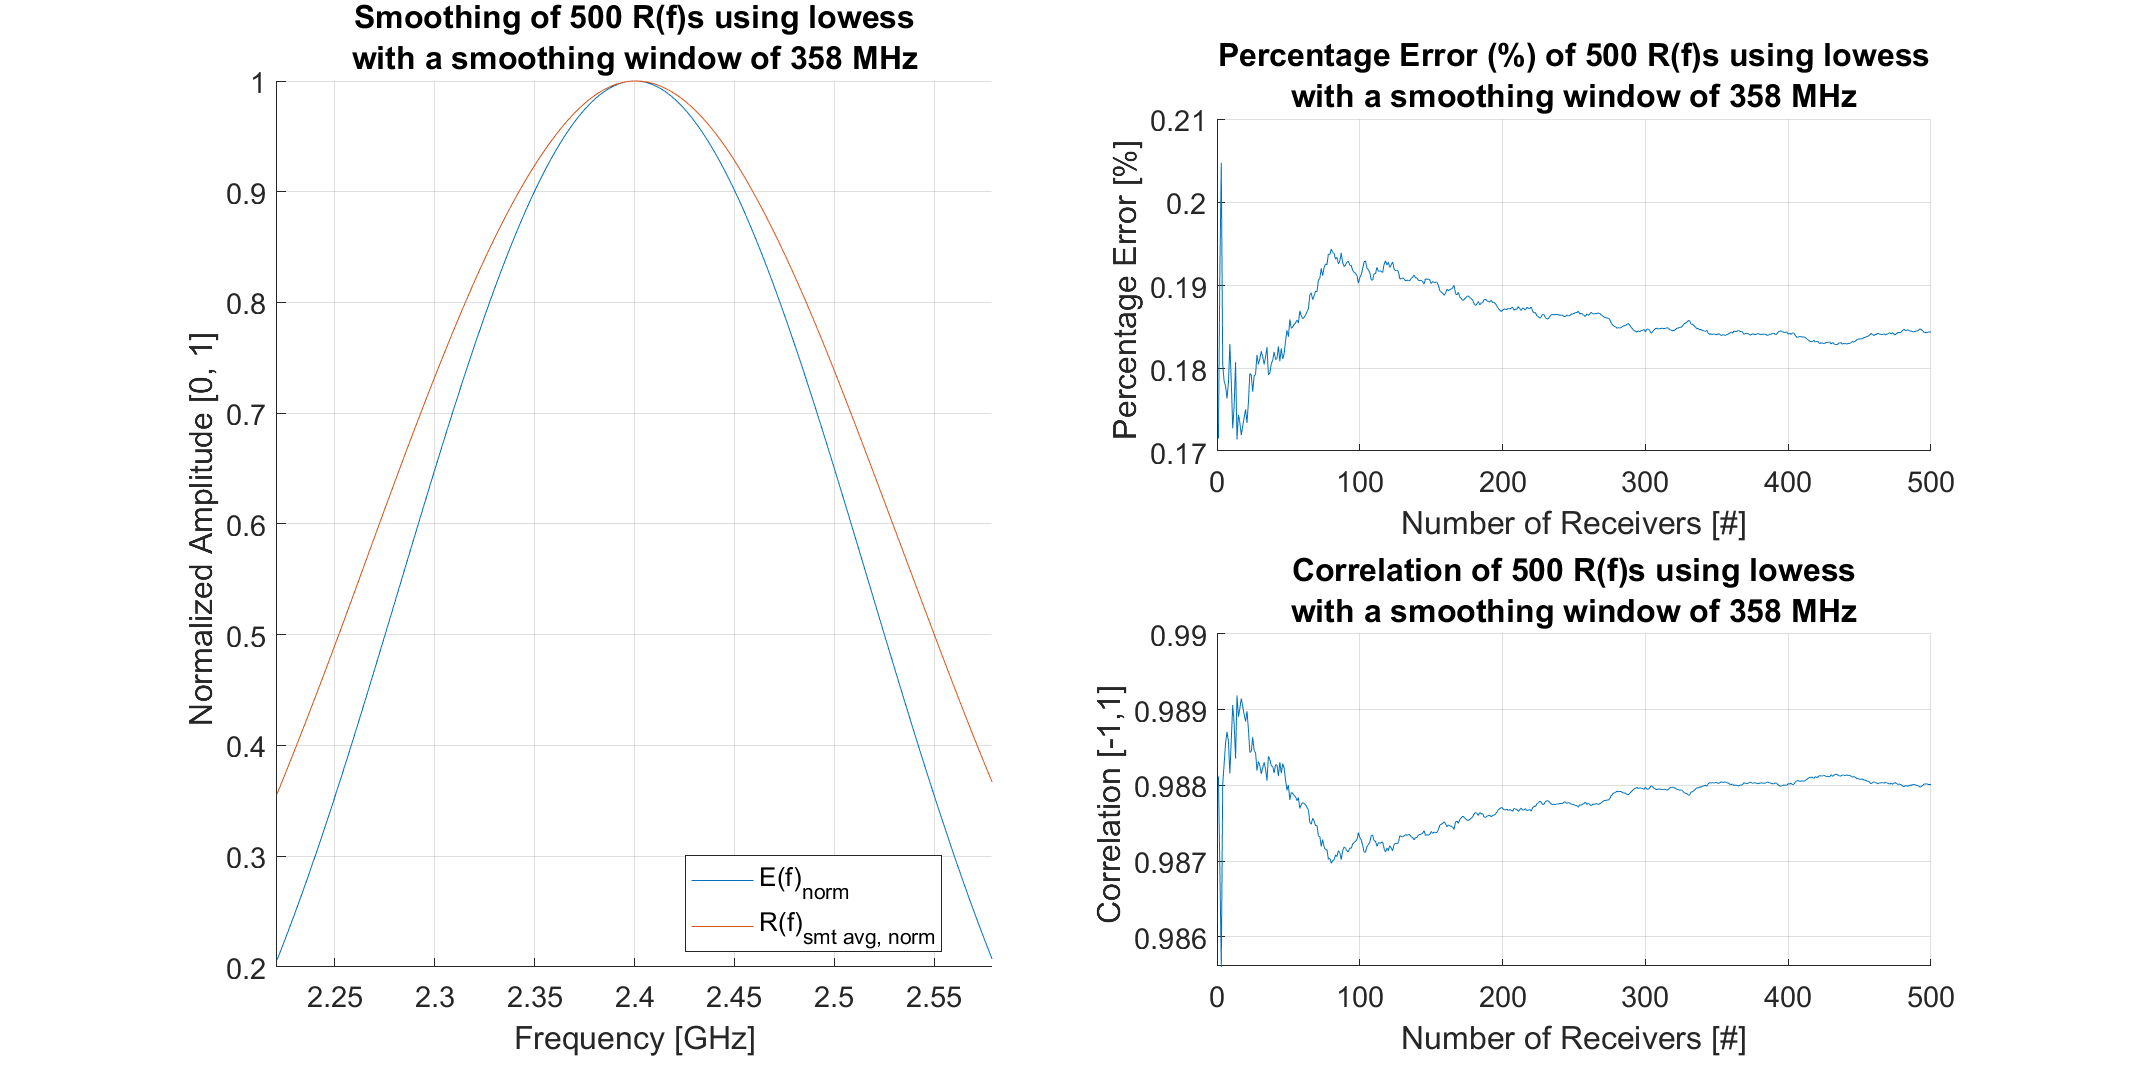 Smoothing of 500 R(f)s using lowess
with a smoothing window of 358 MHz
1
0.9
0.8
0.7
0.6
0.5
0.4
0.3
0.2
Normalized Amplitude [0, 1]
2.25 2.3 2.35 2.4 2.45 2.5 2.55
Frequency [GHz]
E(f)norm
R(f)smt avg, norm
Percentage Error (%) of 500 R(f)s using lowess
with a smoothing window of 358 MHz
0.21
0.2
0.19
0.18
0.17
Percentage Error [%]
0 100 200 300 400 500
Number of Receivers [#]
Correlation of 500 R(f)s using lowess
with a smoothing window of 358 MHz
0.99
0.989
0.988
0.987
0.986
Correlation [-1,1]
0 100 200 300 400 500
Number of Receivers [#]